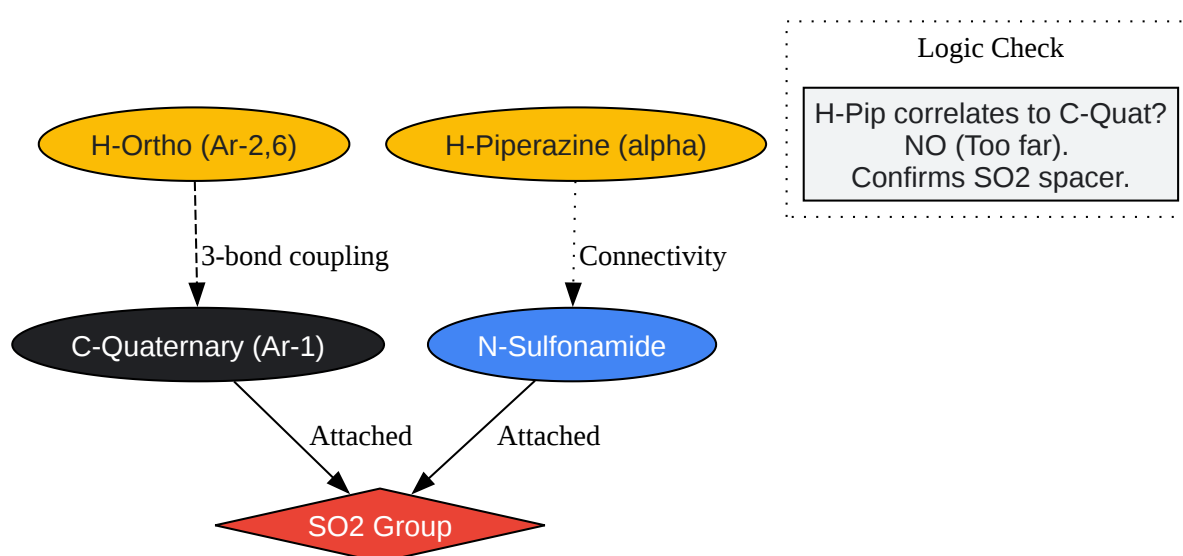 Logic Check
H-Ortho (Ar-2,6)
H-Piperazine (alpha)
H-Pip correlates to C-Quat?
NO (Too far).
Confirms SO2 spacer.
3-bond coupling
Connectivity
C-Quaternary (Ar-1)
N-Sulfonamide
Attached
Attached
SO2 Group